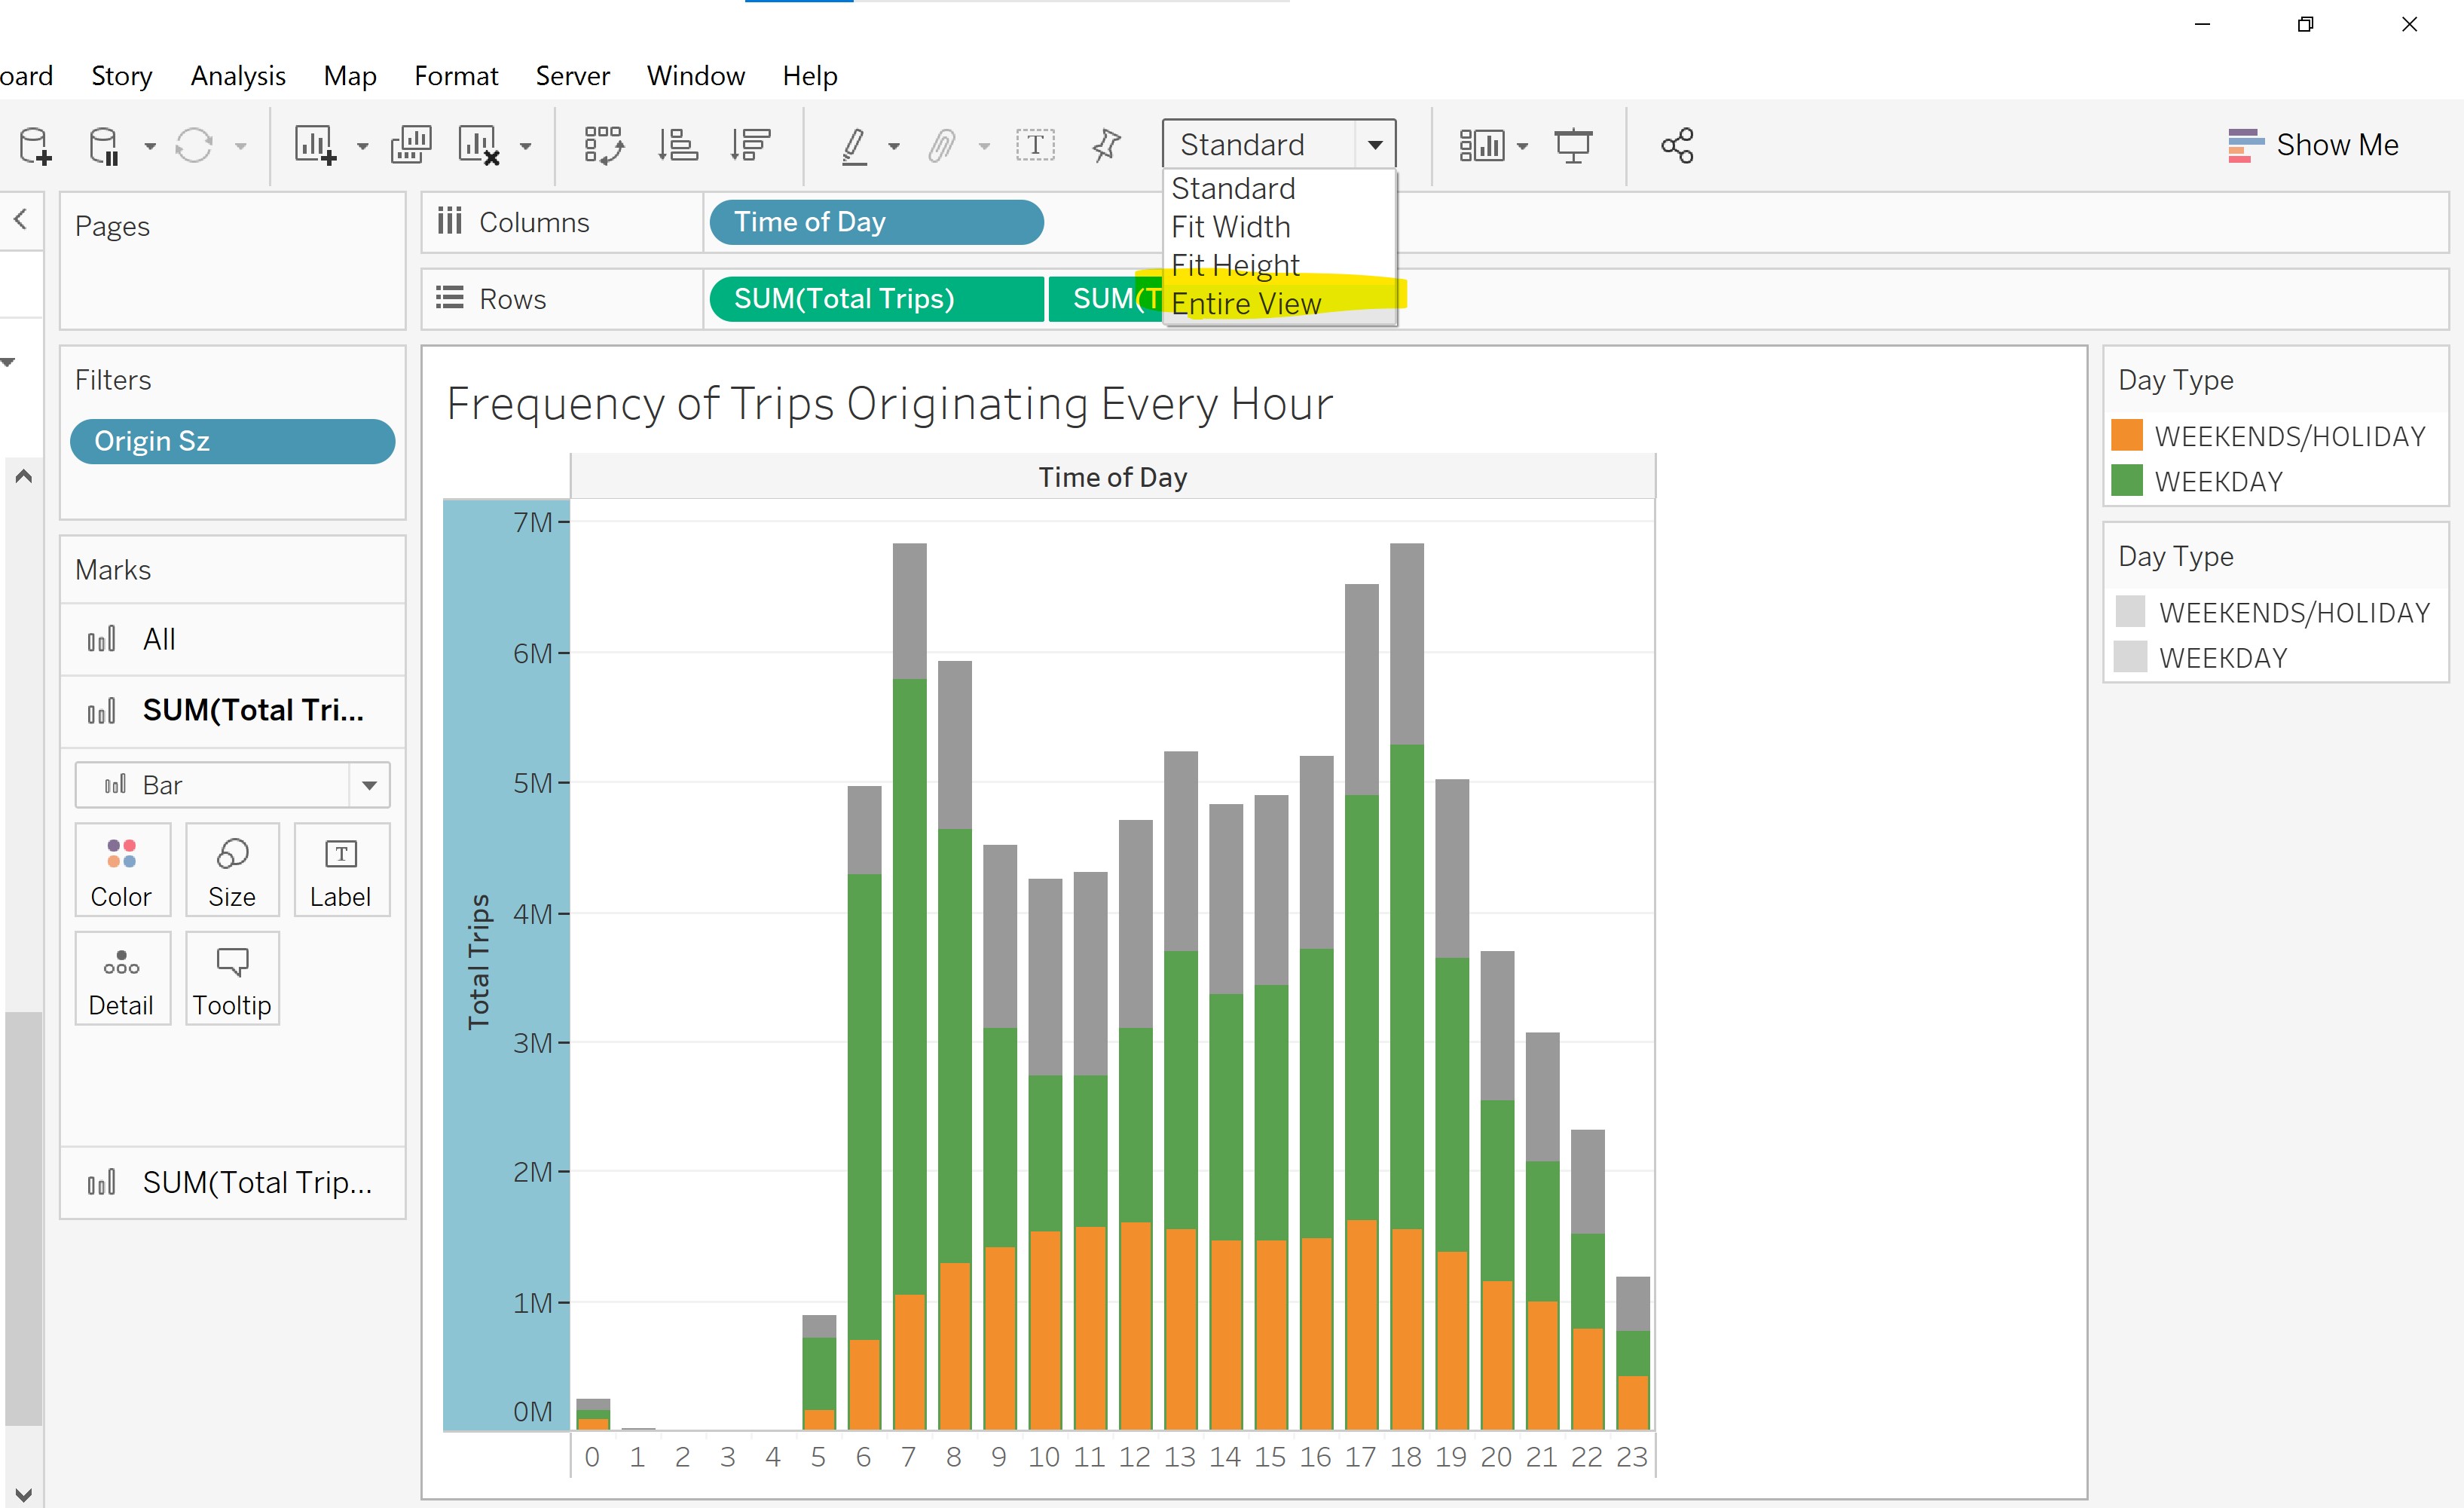 oard Story Analysis Map Format Server Window Help
Standard
Show Me
Standard
Fit Width
Fit Height
Entire View
Pages
Columns Time of Day
Rows SUM(Total Trips) SUM(T
Filters
Origin Sz
Marks
All
SUM(Total Tri...
Bar
Color Size Label
Detail Tooltip
SUM(Total Trip...
Frequency of Trips Originating Every Hour
Time of Day
Total Trips
7M
6M
5M
4M
3M
2M
1M
0M
0 1 2 3 4 5 6 7 8 9 10 11 12 13 14 15 16 17 18 19 20 21 22 23
Day Type
WEEKENDS/HOLIDAY
WEEKDAY
Day Type
WEEKENDS/HOLIDAY
WEEKDAY